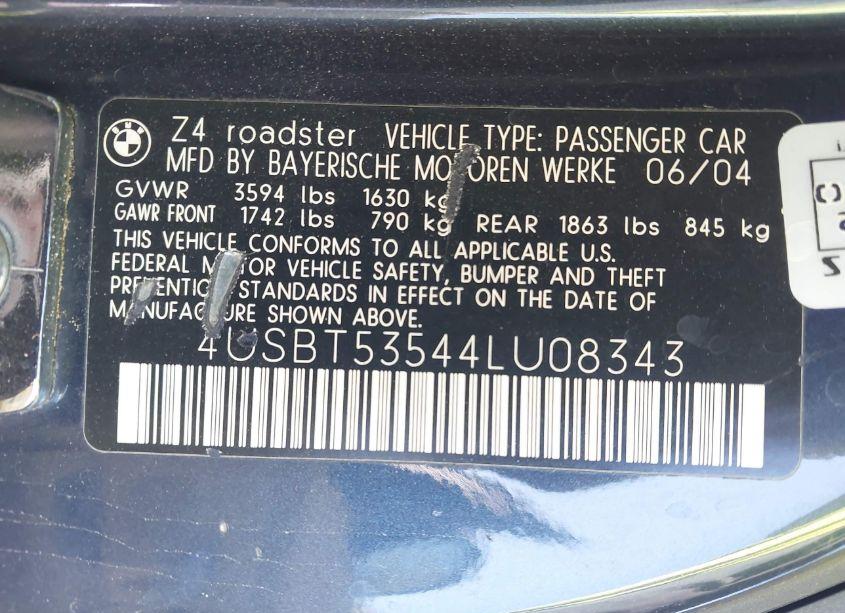 BMW
Z4 roadster VEHICLE TYPE: PASSENGER CAR
MFD BY BAYERISCHE MOTOREN WERKE 06/04
GVWR 3594 lbs 1630 kg
GAWR FRONT 1742 lbs 790 kg REAR 1863 lbs 845 kg
THIS VEHICLE CONFORMS TO ALL APPLICABLE U.S.
FEDERAL MOTOR VEHICLE SAFETY, BUMPER AND THEFT
PREVENTION STANDARDS IN EFFECT ON THE DATE OF
MANUFACTURE SHOWN ABOVE.
4USBT53544LU08343